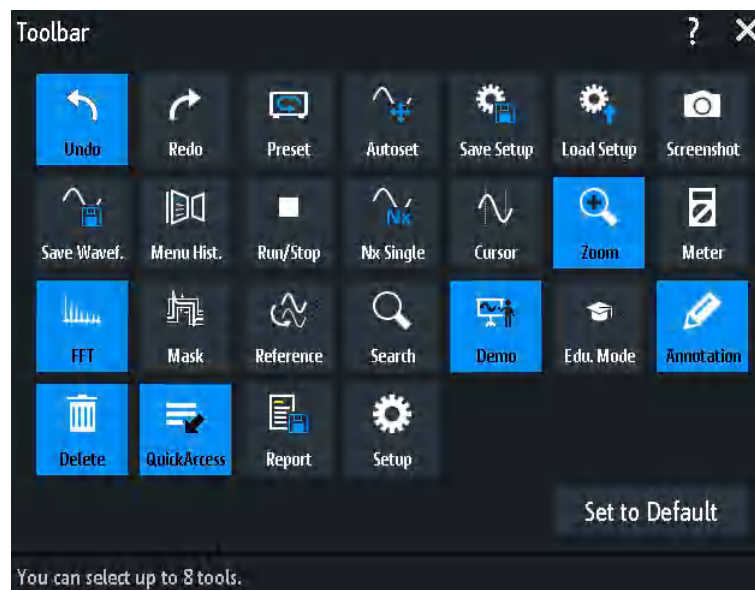 Toolbar ? X
Undo Redo Preset Autoset Save Setup Load Setup Screenshot
Nx
Save Wavef. Menu Hist. Run/Stop Nx Single Cursor Zoom Meter
FFT Mask Reference Search Demo Edu. Mode Annotation
Delete QuickAccess Report Setup
Set to Default
You can select up to 8 tools.